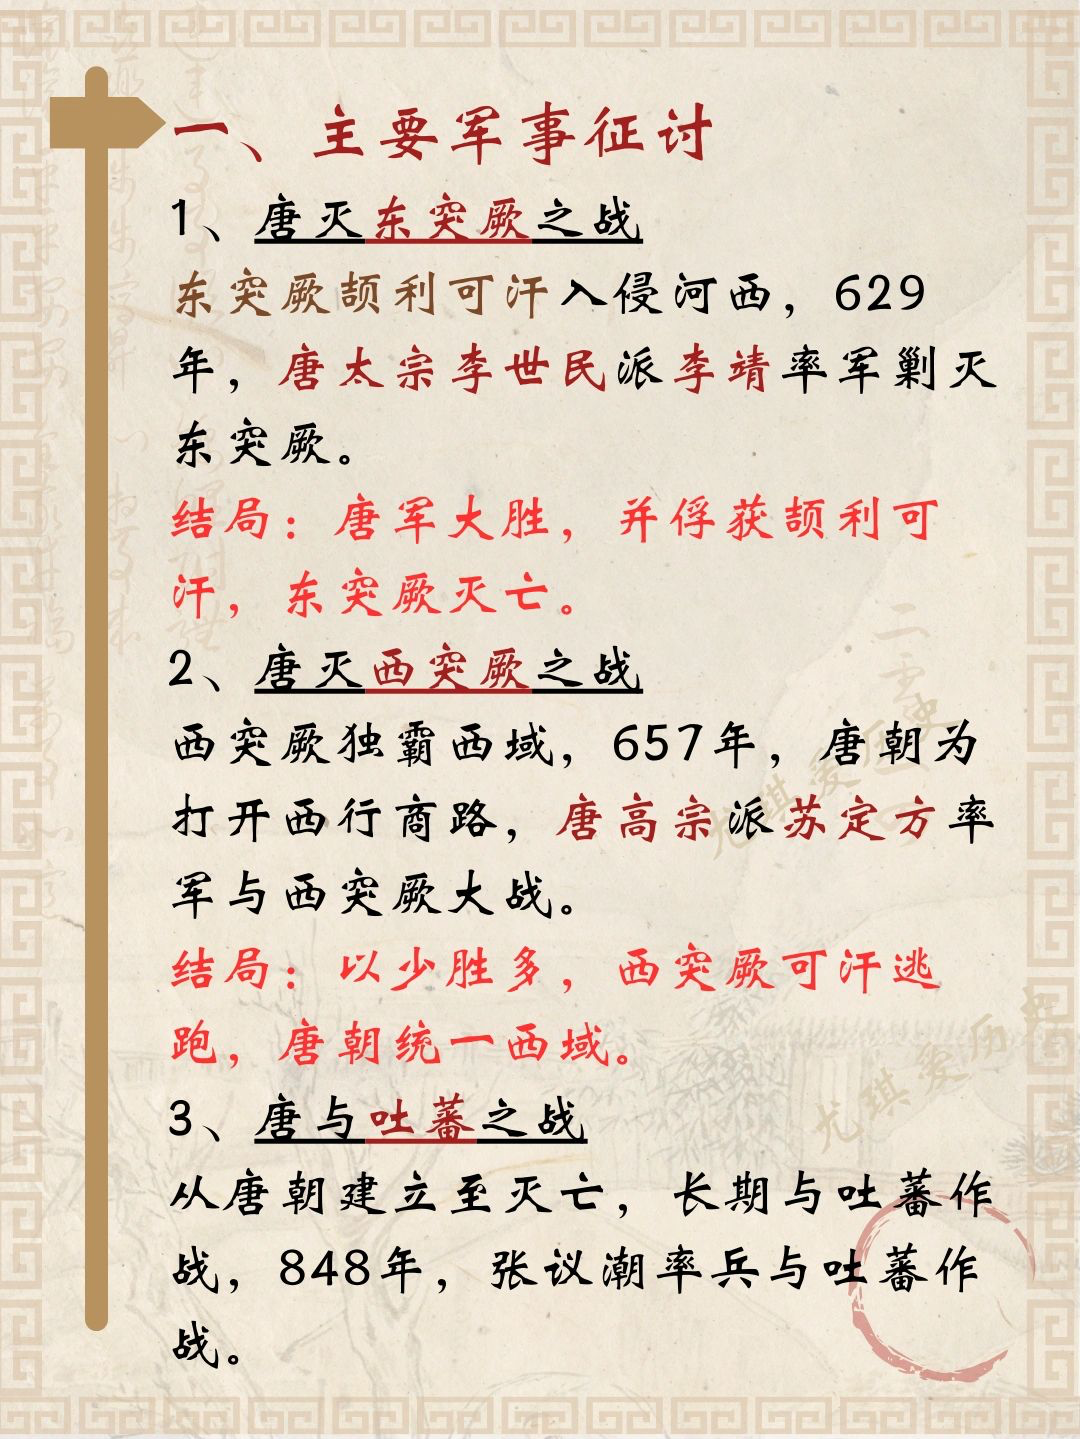 一、主要军事征讨
1、唐灭东突厥之战
东突厥颉利可汗入侵河西，629
年，唐太宗李世民派李靖率军剿灭
东突厥。
结局：唐军大胜，并俘获颉利可
汗，东突厥灭亡。
2、唐灭西突厥之战
西突厥独霸西域，657年，唐朝为
打开西行商路，唐高宗派苏定方率
军与西突厥大战。
结局：以少胜多，西突厥可汗逃
跑，唐朝统一西域。
3、唐与吐蕃之战
从唐朝建立至灭亡，长期与吐蕃作
战，848年，张议潮率兵与吐蕃作
战。
尤琪爱历史
尤琪爱历史